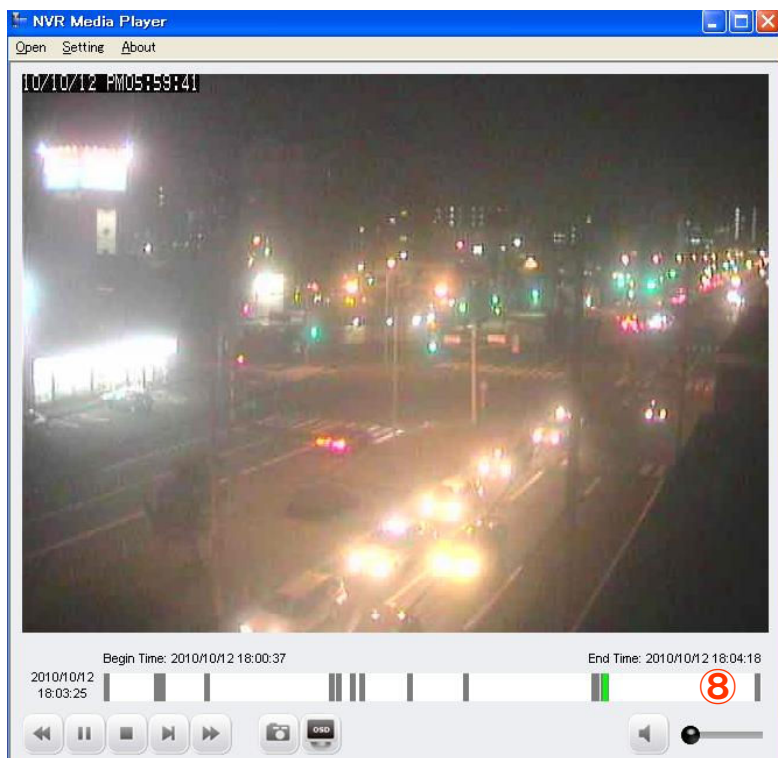 NVR Media Player
Open Setting About
10/10/12 PM05:59:41
Begin Time: 2010/10/12 18:00:37 End Time: 2010/10/12 18:04:18
2010/10/12
18:03:25
⑧
OSD